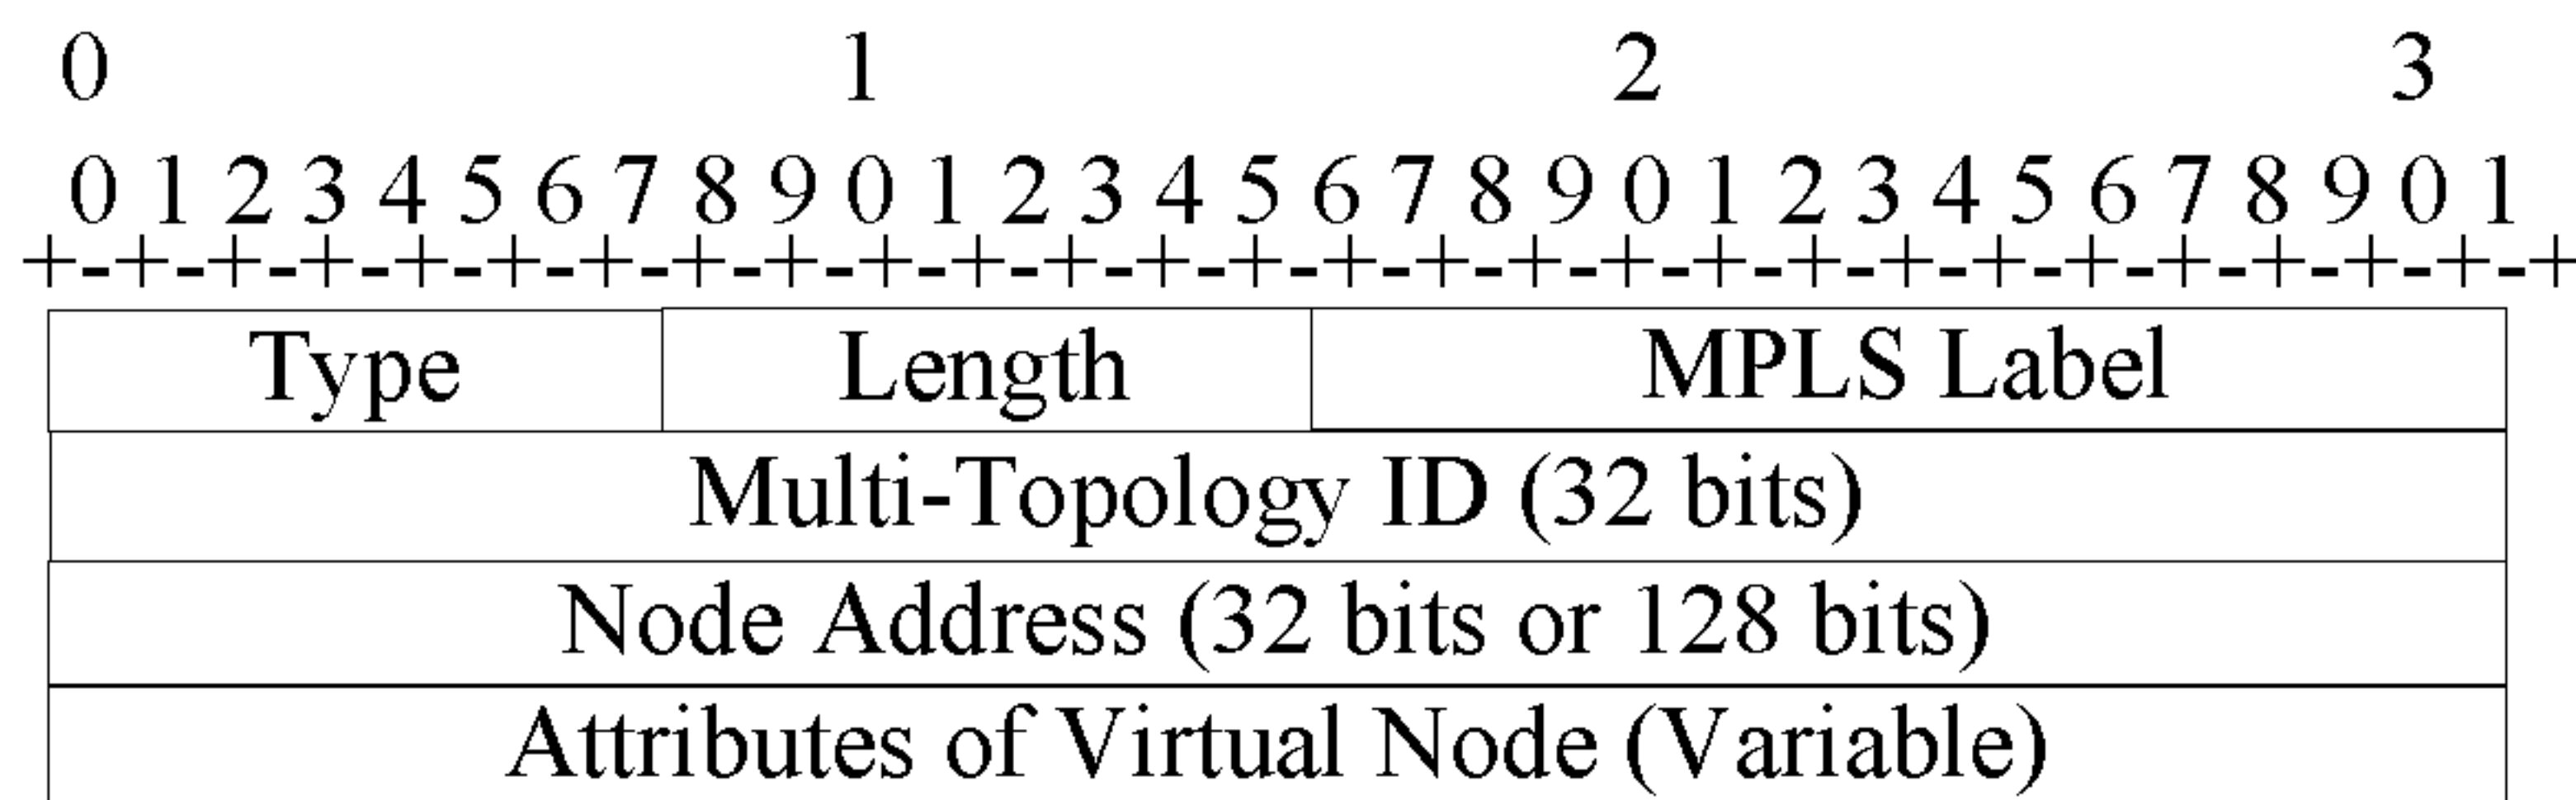 0 1 2 3
0 1 2 3 4 5 6 7 8 9 0 1 2 3 4 5 6 7 8 9 0 1 2 3 4 5 6 7 8 9 0 1
+-+-+-+-+-+-+-+-+-+-+-+-+-+-+-+-+-+-+-+-+-+-+-+-+-+-+-+-+
Type Length MPLS Label
Multi-Topology ID (32 bits)
Node Address (32 bits or 128 bits)
Attributes of Virtual Node (Variable)